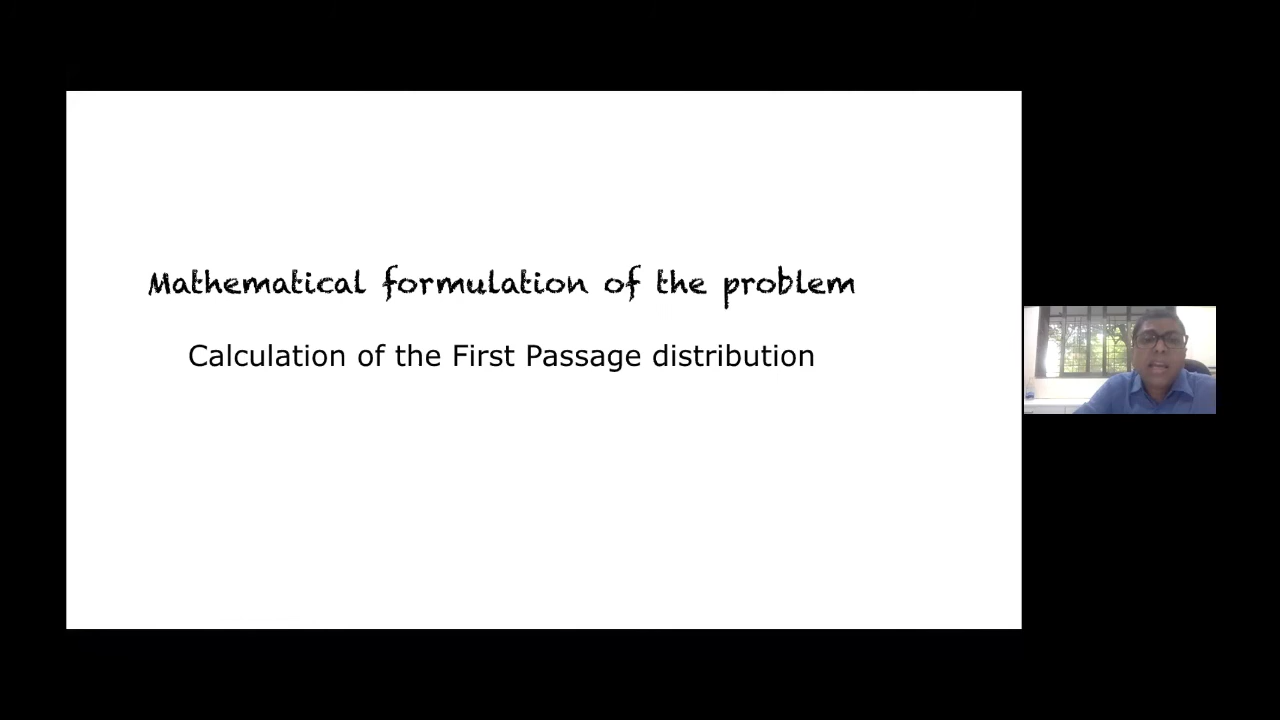 Mathematical formulation of the problem
Calculation of the First Passage distribution